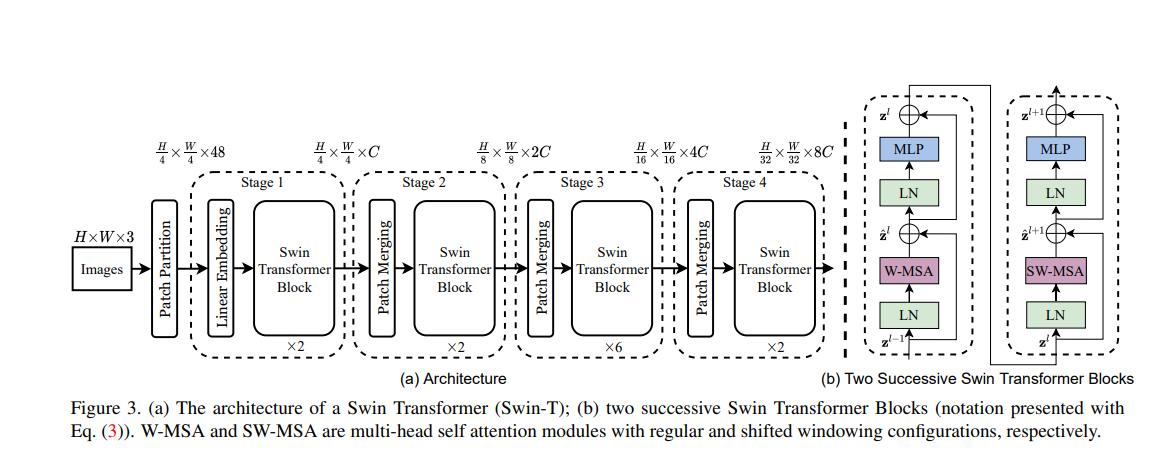 H/4 × W/4 ×48
H/4 × W/4 ×C
H/8 × W/8 ×2C
H/16 × W/16 ×4C
H/32 × W/32 ×8C
H×W×3
Images
Patch Partition
Stage 1
Linear Embedding
Swin
Transformer
Block
×2
Stage 2
Patch Merging
Swin
Transformer
Block
×2
Stage 3
Patch Merging
Swin
Transformer
Block
×6
Stage 4
Patch Merging
Swin
Transformer
Block
×2
(a) Architecture
z^l
MLP
LN
ẑ^l
W-MSA
LN
z^{l-1}
z^{l+1}
MLP
LN
ẑ^{l+1}
SW-MSA
LN
z^l
(b) Two Successive Swin Transformer Blocks
Figure 3. (a) The architecture of a Swin Transformer (Swin-T); (b) two successive Swin Transformer Blocks (notation presented with
Eq. (3)). W-MSA and SW-MSA are multi-head self attention modules with regular and shifted windowing configurations, respectively.